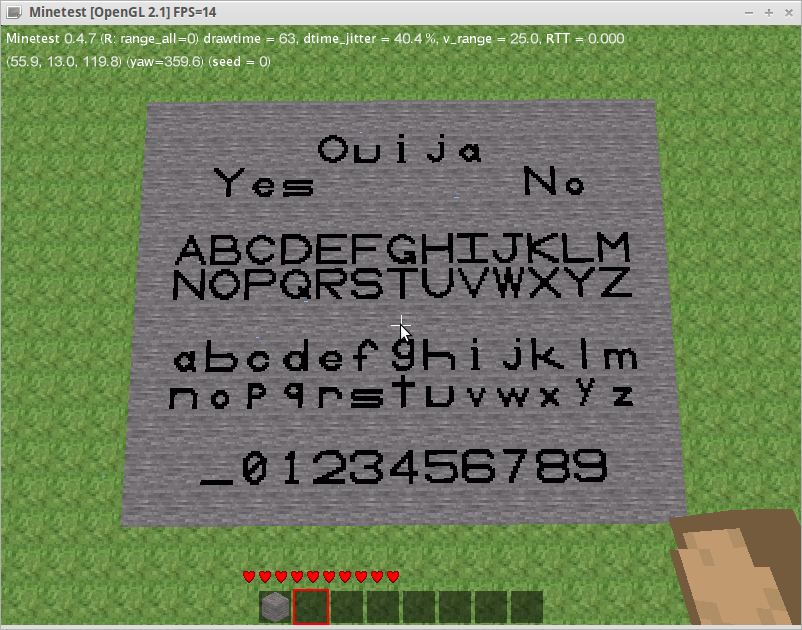 Minetest [OpenGL 2.1] FPS=14
Minetest 0.4.7 (R: range_all=0) drawtime = 63, dtime_jitter = 40.4 %, v_range = 25.0, RTT = 0.000
(55.9, 13.0, 119.8) (yaw=359.6) (seed = 0)
Ouija
Yes No
ABCDEFGHIJKLM
NOPQRSTUVWXYZ
abcdefghijklm
nopqrstuvwxyz
_0123456789